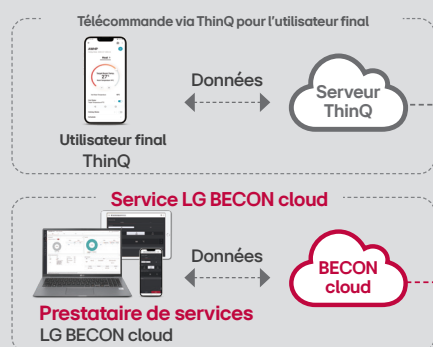 Télécommande via ThinQ pour l'utilisateur final
Données
Serveur
ThinQ
Utilisateur final
ThinQ
Service LG BECON cloud
Données
BECON
cloud
Prestataire de services
LG BECON cloud